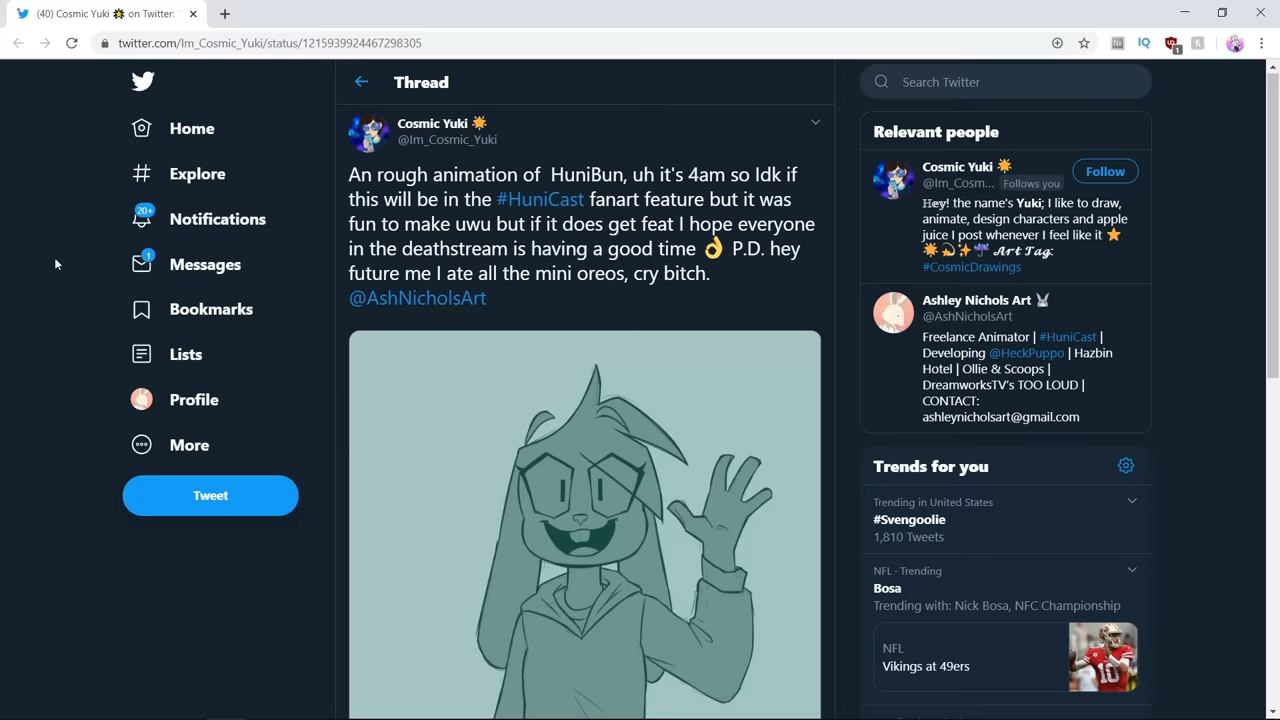 (40) Cosmic Yuki 🌟 on Twitter: "
twitter.com/Im_Cosmic_Yuki/status/1215939924467298305
Home
Explore
20+
Notifications
1
Messages
Bookmarks
Lists
Profile
More
Tweet
Thread
Cosmic Yuki 🌟
@Im_Cosmic_Yuki
An rough animation of HuniBun, uh it's 4am so Idk if
this will be in the #HuniCast fanart feature but it was
fun to make uwu but if it does get feat I hope everyone
in the deathstream is having a good time 👌 P.D. hey
future me I ate all the mini oreos, cry bitch.
@AshNicholsArt
Search Twitter
Relevant people
Cosmic Yuki 🌟
Follow
@Im_Cosm... Follows you
Hey! the name's Yuki; I like to draw,
animate, design characters and apple
juice I post whenever I feel like it ⭐
🌟💫✨☔ 𝓐𝓻𝓽 𝓣𝓪𝓰:
#CosmicDrawings
Ashley Nichols Art 🐰
@AshNicholsArt
Freelance Animator | #HuniCast |
Developing @HeckPuppo | Hazbin
Hotel | Ollie & Scoops |
DreamworksTV's TOO LOUD |
CONTACT:
ashleynicholsart@gmail.com
Trends for you
Trending in United States
#Svengoolie
1,810 Tweets
NFL · Trending
Bosa
Trending with: Nick Bosa, NFC Championship
NFL
Vikings at 49ers